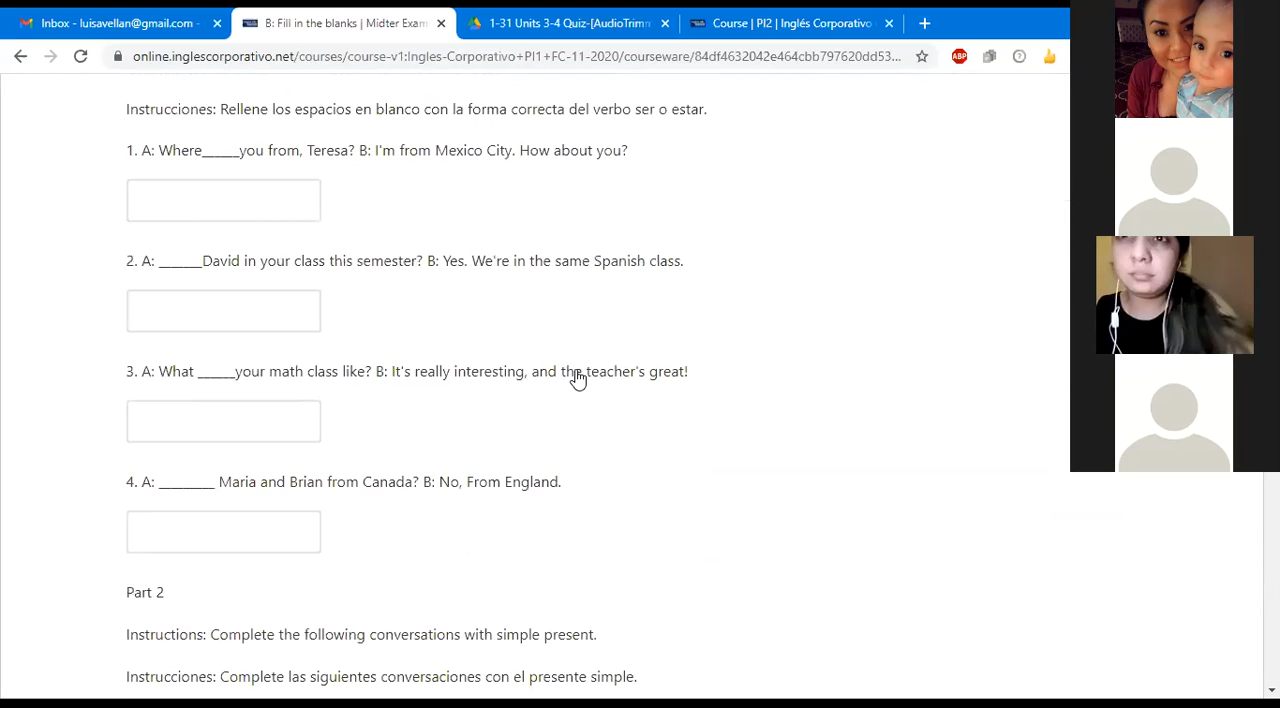 Inbox - luisavellan@gmail.com -
B: Fill in the blanks | Midter Exam
1-31 Units 3-4 Quiz-[AudioTrimm
Course | PI2 | Inglés Corporativo
online.inglescorporativo.net/courses/course-v1:Ingles-Corporativo+PI1+FC-11-2020/courseware/84df4632042e464cbb797620dd53...
ABP
Instrucciones: Rellene los espacios en blanco con la forma correcta del verbo ser o estar.
1. A: Where______you from, Teresa? B: I'm from Mexico City. How about you?
2. A: _______David in your class this semester? B: Yes. We're in the same Spanish class.
3. A: What ______your math class like? B: It's really interesting, and the teacher's great!
4. A: _________ Maria and Brian from Canada? B: No, From England.
Part 2
Instructions: Complete the following conversations with simple present.
Instrucciones: Complete las siguientes conversaciones con el presente simple.